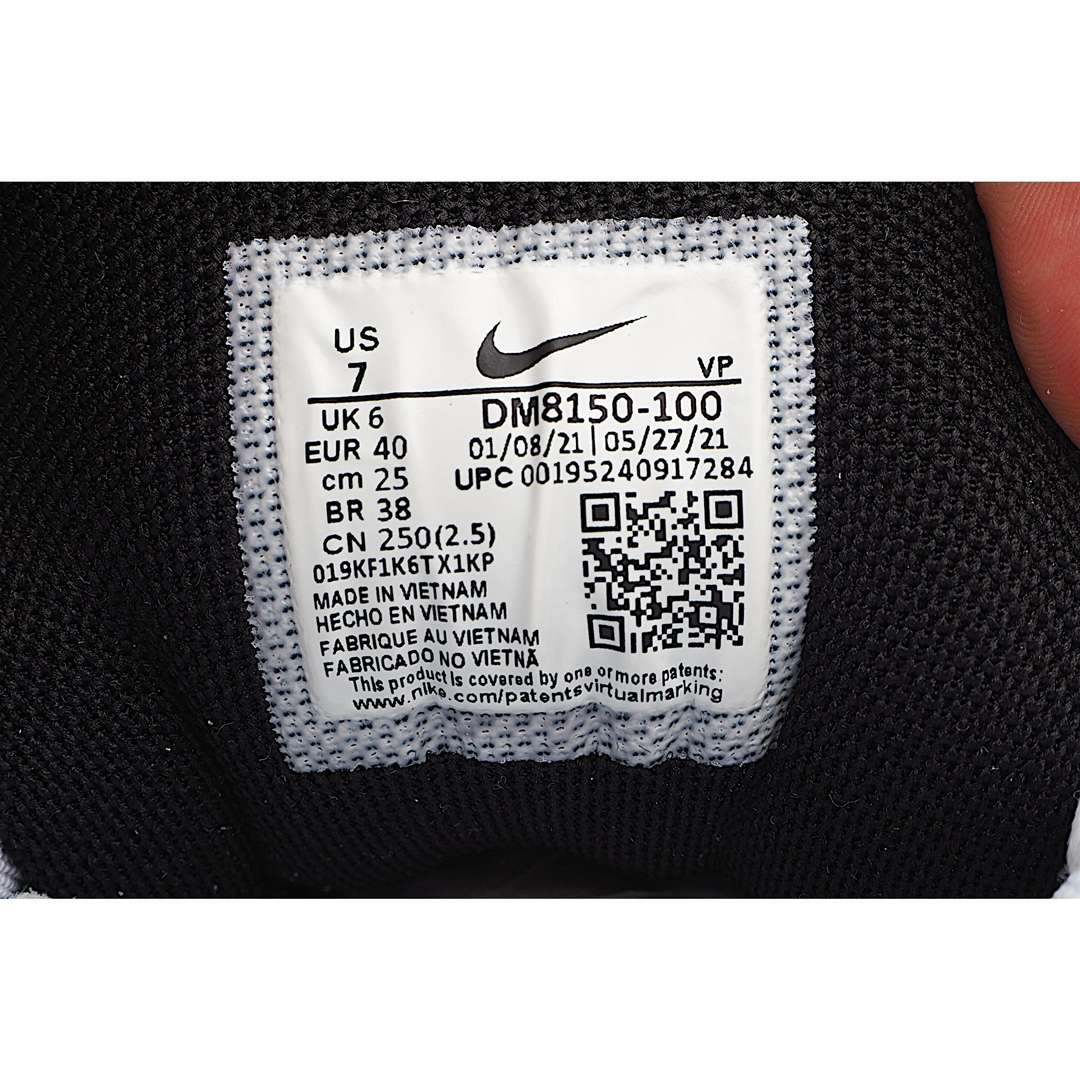 US
7
VP
UK 6
EUR 40
cm 25
BR 38
CN 250(2.5)
DM8150-100
01/08/21|05/27/21
UPC 00195240917284
019KF1K6TX1KP
MADE IN VIETNAM
HECHO EN VIETNAM
FABRIQUE AU VIETNAM
FABRICADO NO VIETNÃ
This product is covered by one or more patents:
www.nike.com/patentsvirtualmarking